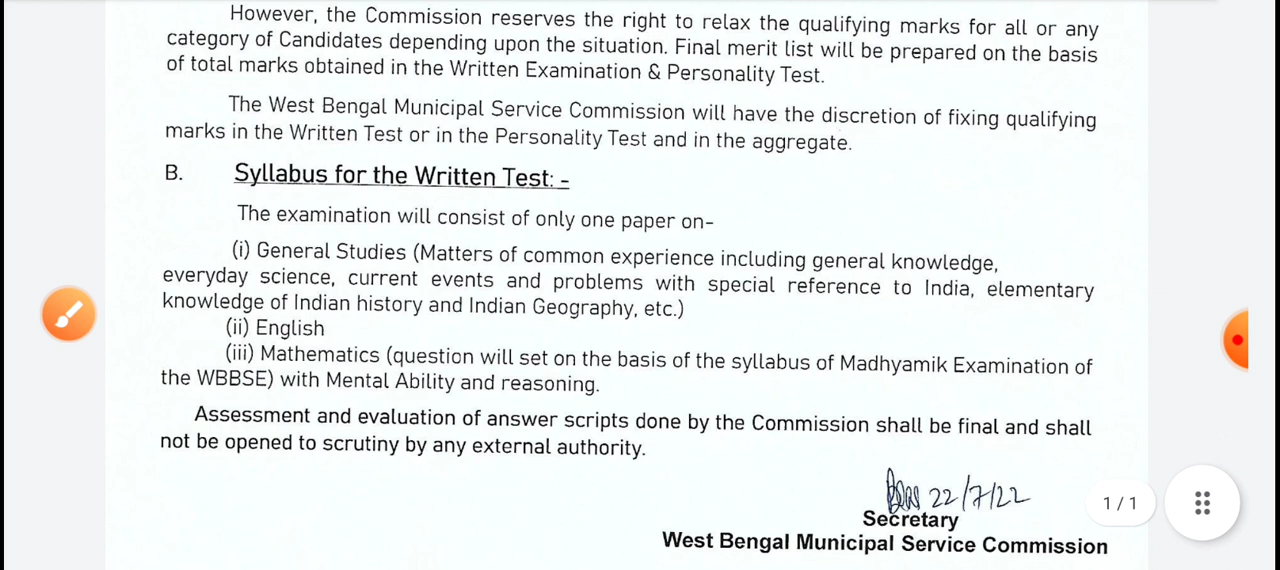 However, the Commission reserves the right to relax the qualifying marks for all or any
category of Candidates depending upon the situation. Final merit list will be prepared on the basis
of total marks obtained in the Written Examination & Personality Test.
The West Bengal Municipal Service Commission will have the discretion of fixing qualifying
marks in the Written Test or in the Personality Test and in the aggregate.
B. Syllabus for the Written Test: -
The examination will consist of only one paper on-
(i) General Studies (Matters of common experience including general knowledge,
everyday science, current events and problems with special reference to India, elementary
knowledge of Indian history and Indian Geography, etc.)
(ii) English
(iii) Mathematics (question will set on the basis of the syllabus of Madhyamik Examination of
the WBBSE) with Mental Ability and reasoning.
Assessment and evaluation of answer scripts done by the Commission shall be final and shall
not be opened to scrutiny by any external authority.
22/7/22
1 / 1
Secretary
West Bengal Municipal Service Commission